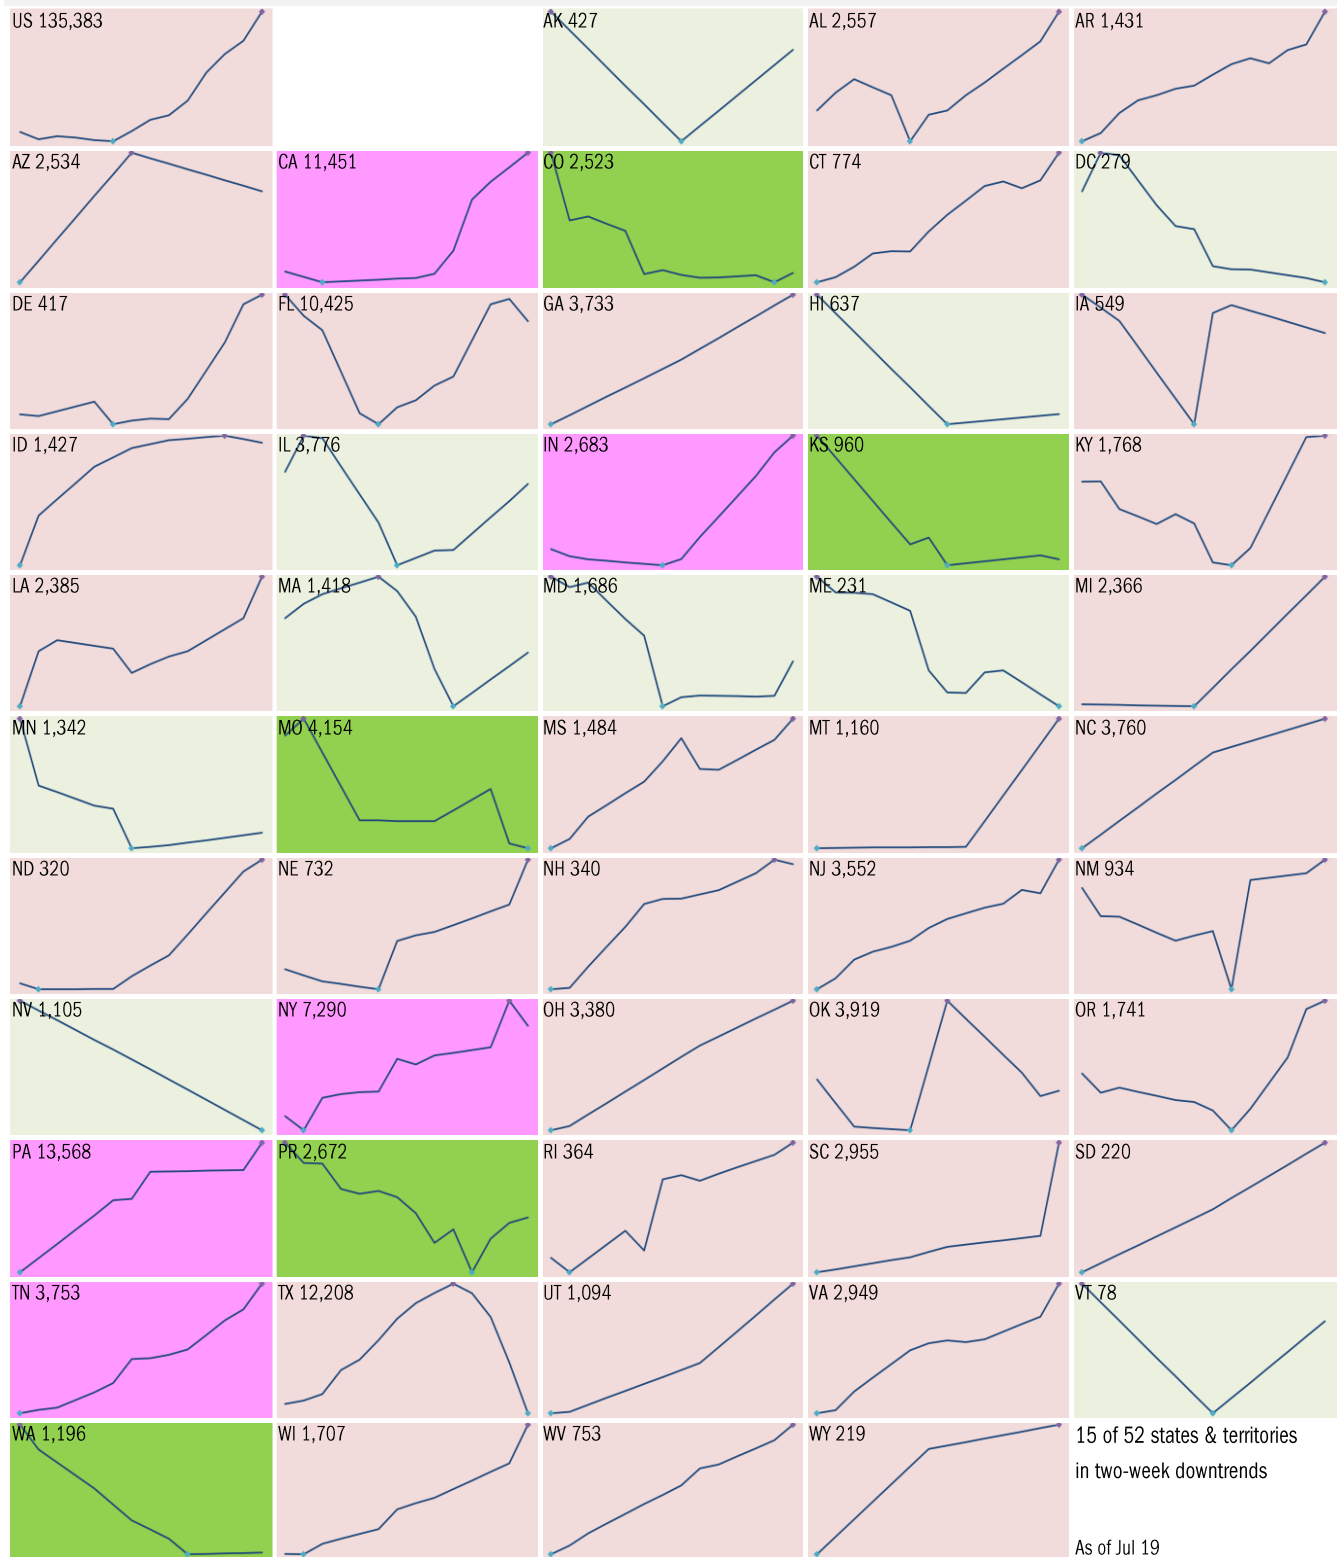 US 135,383
AK 427
AL 2,557
AR 1,431
AZ 2,534
CA 11,451
CO 2,523
CT 774
DC 279
DE 417
FL 10,425
GA 3,733
HI 637
IA 549
ID 1,427
IL 3,776
IN 2,683
KS 960
KY 1,768
LA 2,385
MA 1,418
MD 1,686
ME 231
MI 2,366
MN 1,342
MO 4,154
MS 1,484
MT 1,160
NC 3,760
ND 320
NE 732
NH 340
NJ 3,552
NM 934
NV 1,105
NY 7,290
OH 3,380
OK 3,919
OR 1,741
PA 13,568
PR 2,672
RI 364
SC 2,955
SD 220
TN 3,753
TX 12,208
UT 1,094
VA 2,949
VT 78
WA 1,196
WI 1,707
WV 753
WY 219
15 of 52 states & territories
in two-week downtrends
As of Jul 19